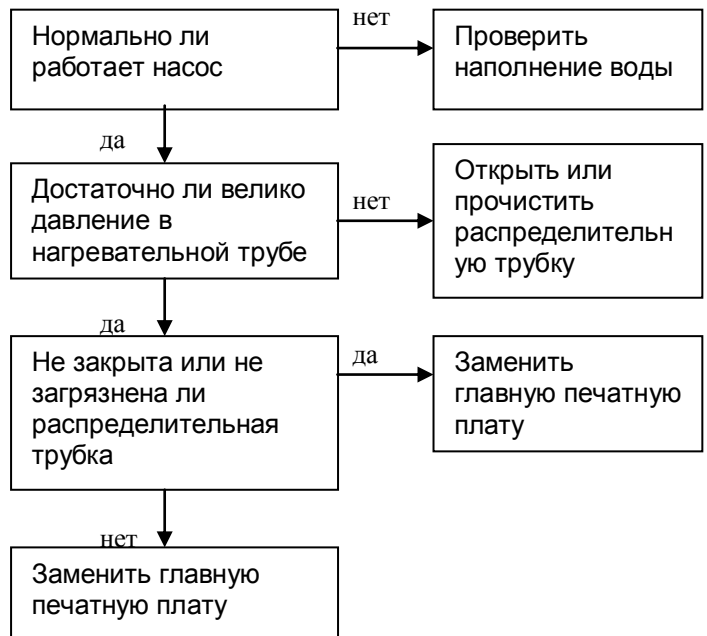 Нормально ли
работает насос
нет
Проверить
наполнение воды
да
Достаточно ли велико
давление в
нагревательной трубе
нет
Открыть или
прочистить
распределительн
ую трубку
да
Не закрыта или не
загрязнена ли
распределительная
трубка
да
Заменить
главную печатную
плату
нет
Заменить главную
печатную плату